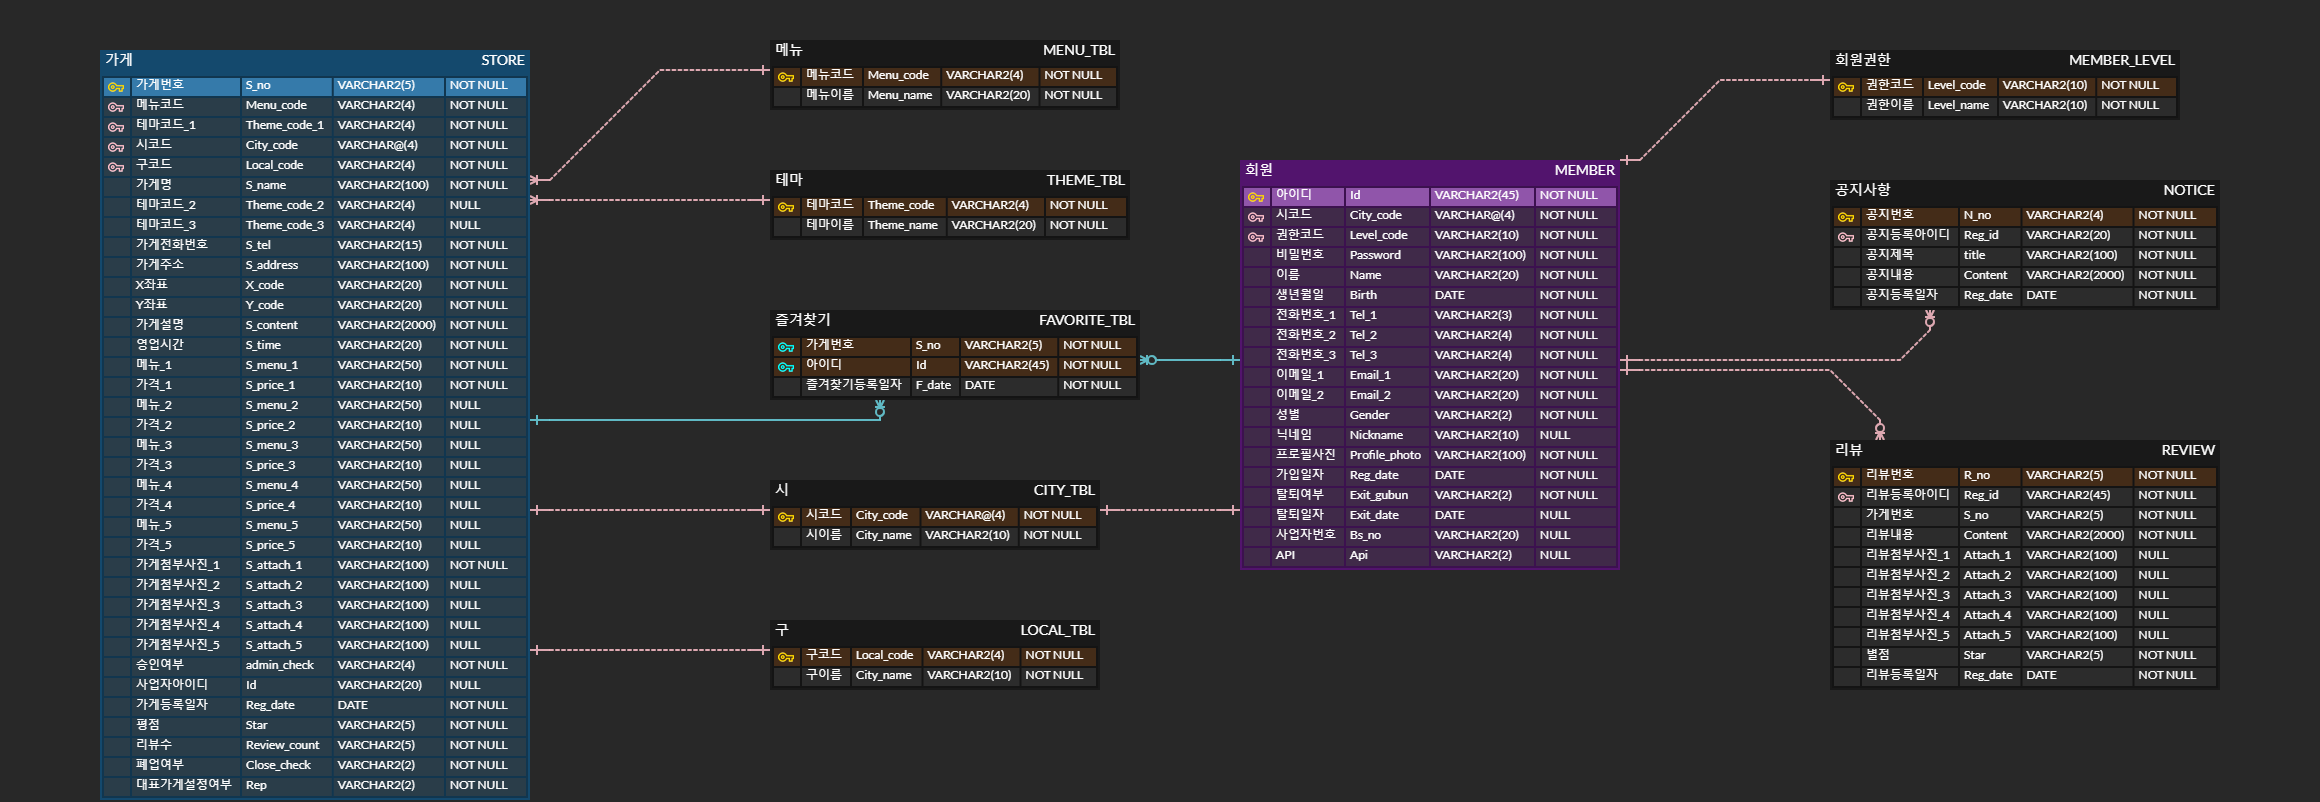 가게 STORE
가게번호 S_no VARCHAR2(5) NOT NULL
메뉴코드 Menu_code VARCHAR2(4) NOT NULL
테마코드_1 Theme_code_1 VARCHAR2(4) NOT NULL
시코드 City_code VARCHAR@(4) NOT NULL
구코드 Local_code VARCHAR2(4) NOT NULL
가게명 S_name VARCHAR2(100) NOT NULL
테마코드_2 Theme_code_2 VARCHAR2(4) NULL
테마코드_3 Theme_code_3 VARCHAR2(4) NULL
가게전화번호 S_tel VARCHAR2(15) NOT NULL
가게주소 S_address VARCHAR2(100) NOT NULL
X좌표 X_code VARCHAR2(20) NOT NULL
Y좌표 Y_code VARCHAR2(20) NOT NULL
가게설명 S_content VARCHAR2(2000) NOT NULL
영업시간 S_time VARCHAR2(20) NOT NULL
메뉴_1 S_menu_1 VARCHAR2(50) NOT NULL
가격_1 S_price_1 VARCHAR2(10) NOT NULL
메뉴_2 S_menu_2 VARCHAR2(50) NULL
가격_2 S_price_2 VARCHAR2(10) NULL
메뉴_3 S_menu_3 VARCHAR2(50) NULL
가격_3 S_price_3 VARCHAR2(10) NULL
메뉴_4 S_menu_4 VARCHAR2(50) NULL
가격_4 S_price_4 VARCHAR2(10) NULL
메뉴_5 S_menu_5 VARCHAR2(50) NULL
가격_5 S_price_5 VARCHAR2(10) NULL
가게첨부사진_1 S_attach_1 VARCHAR2(100) NOT NULL
가게첨부사진_2 S_attach_2 VARCHAR2(100) NULL
가게첨부사진_3 S_attach_3 VARCHAR2(100) NULL
가게첨부사진_4 S_attach_4 VARCHAR2(100) NULL
가게첨부사진_5 S_attach_5 VARCHAR2(100) NULL
승인여부 admin_check VARCHAR2(4) NOT NULL
사업자아이디 Id VARCHAR2(20) NULL
가게등록일자 Reg_date DATE NOT NULL
평점 Star VARCHAR2(5) NOT NULL
리뷰수 Review_count VARCHAR2(5) NOT NULL
폐업여부 Close_check VARCHAR2(2) NOT NULL
대표가게설정여부 Rep VARCHAR2(2) NOT NULL
메뉴 MENU_TBL
메뉴코드 Menu_code VARCHAR2(4) NOT NULL
메뉴이름 Menu_name VARCHAR2(20) NOT NULL
테마 THEME_TBL
테마코드 Theme_code VARCHAR2(4) NOT NULL
테마이름 Theme_name VARCHAR2(20) NOT NULL
즐겨찾기 FAVORITE_TBL
가게번호 S_no VARCHAR2(5) NOT NULL
아이디 Id VARCHAR2(45) NOT NULL
즐겨찾기등록일자 F_date DATE NOT NULL
시 CITY_TBL
시코드 City_code VARCHAR@(4) NOT NULL
시이름 City_name VARCHAR2(10) NOT NULL
구 LOCAL_TBL
구코드 Local_code VARCHAR2(4) NOT NULL
구이름 City_name VARCHAR2(10) NOT NULL
회원 MEMBER
아이디 Id VARCHAR2(45) NOT NULL
시코드 City_code VARCHAR@(4) NOT NULL
권한코드 Level_code VARCHAR2(10) NOT NULL
비밀번호 Password VARCHAR2(100) NOT NULL
이름 Name VARCHAR2(20) NOT NULL
생년월일 Birth DATE NOT NULL
전화번호_1 Tel_1 VARCHAR2(3) NOT NULL
전화번호_2 Tel_2 VARCHAR2(4) NOT NULL
전화번호_3 Tel_3 VARCHAR2(4) NOT NULL
이메일_1 Email_1 VARCHAR2(20) NOT NULL
이메일_2 Email_2 VARCHAR2(20) NOT NULL
성별 Gender VARCHAR2(2) NOT NULL
닉네임 Nickname VARCHAR2(10) NULL
프로필사진 Profile_photo VARCHAR2(100) NOT NULL
가입일자 Reg_date DATE NOT NULL
탈퇴여부 Exit_gubun VARCHAR2(2) NOT NULL
탈퇴일자 Exit_date DATE NULL
사업자번호 Bs_no VARCHAR2(20) NULL
API Api VARCHAR2(2) NULL
회원권한 MEMBER_LEVEL
권한코드 Level_code VARCHAR2(10) NOT NULL
권한이름 Level_name VARCHAR2(10) NOT NULL
공지사항 NOTICE
공지번호 N_no VARCHAR2(4) NOT NULL
공지등록아이디 Reg_id VARCHAR2(20) NOT NULL
공지제목 title VARCHAR2(100) NOT NULL
공지내용 Content VARCHAR2(2000) NOT NULL
공지등록일자 Reg_date DATE NOT NULL
리뷰 REVIEW
리뷰번호 R_no VARCHAR2(5) NOT NULL
리뷰등록아이디 Reg_id VARCHAR2(45) NOT NULL
가게번호 S_no VARCHAR2(5) NOT NULL
리뷰내용 Content VARCHAR2(2000) NOT NULL
리뷰첨부사진_1 Attach_1 VARCHAR2(100) NULL
리뷰첨부사진_2 Attach_2 VARCHAR2(100) NULL
리뷰첨부사진_3 Attach_3 VARCHAR2(100) NULL
리뷰첨부사진_4 Attach_4 VARCHAR2(100) NULL
리뷰첨부사진_5 Attach_5 VARCHAR2(100) NULL
별점 Star VARCHAR2(5) NOT NULL
리뷰등록일자 Reg_date DATE NOT NULL